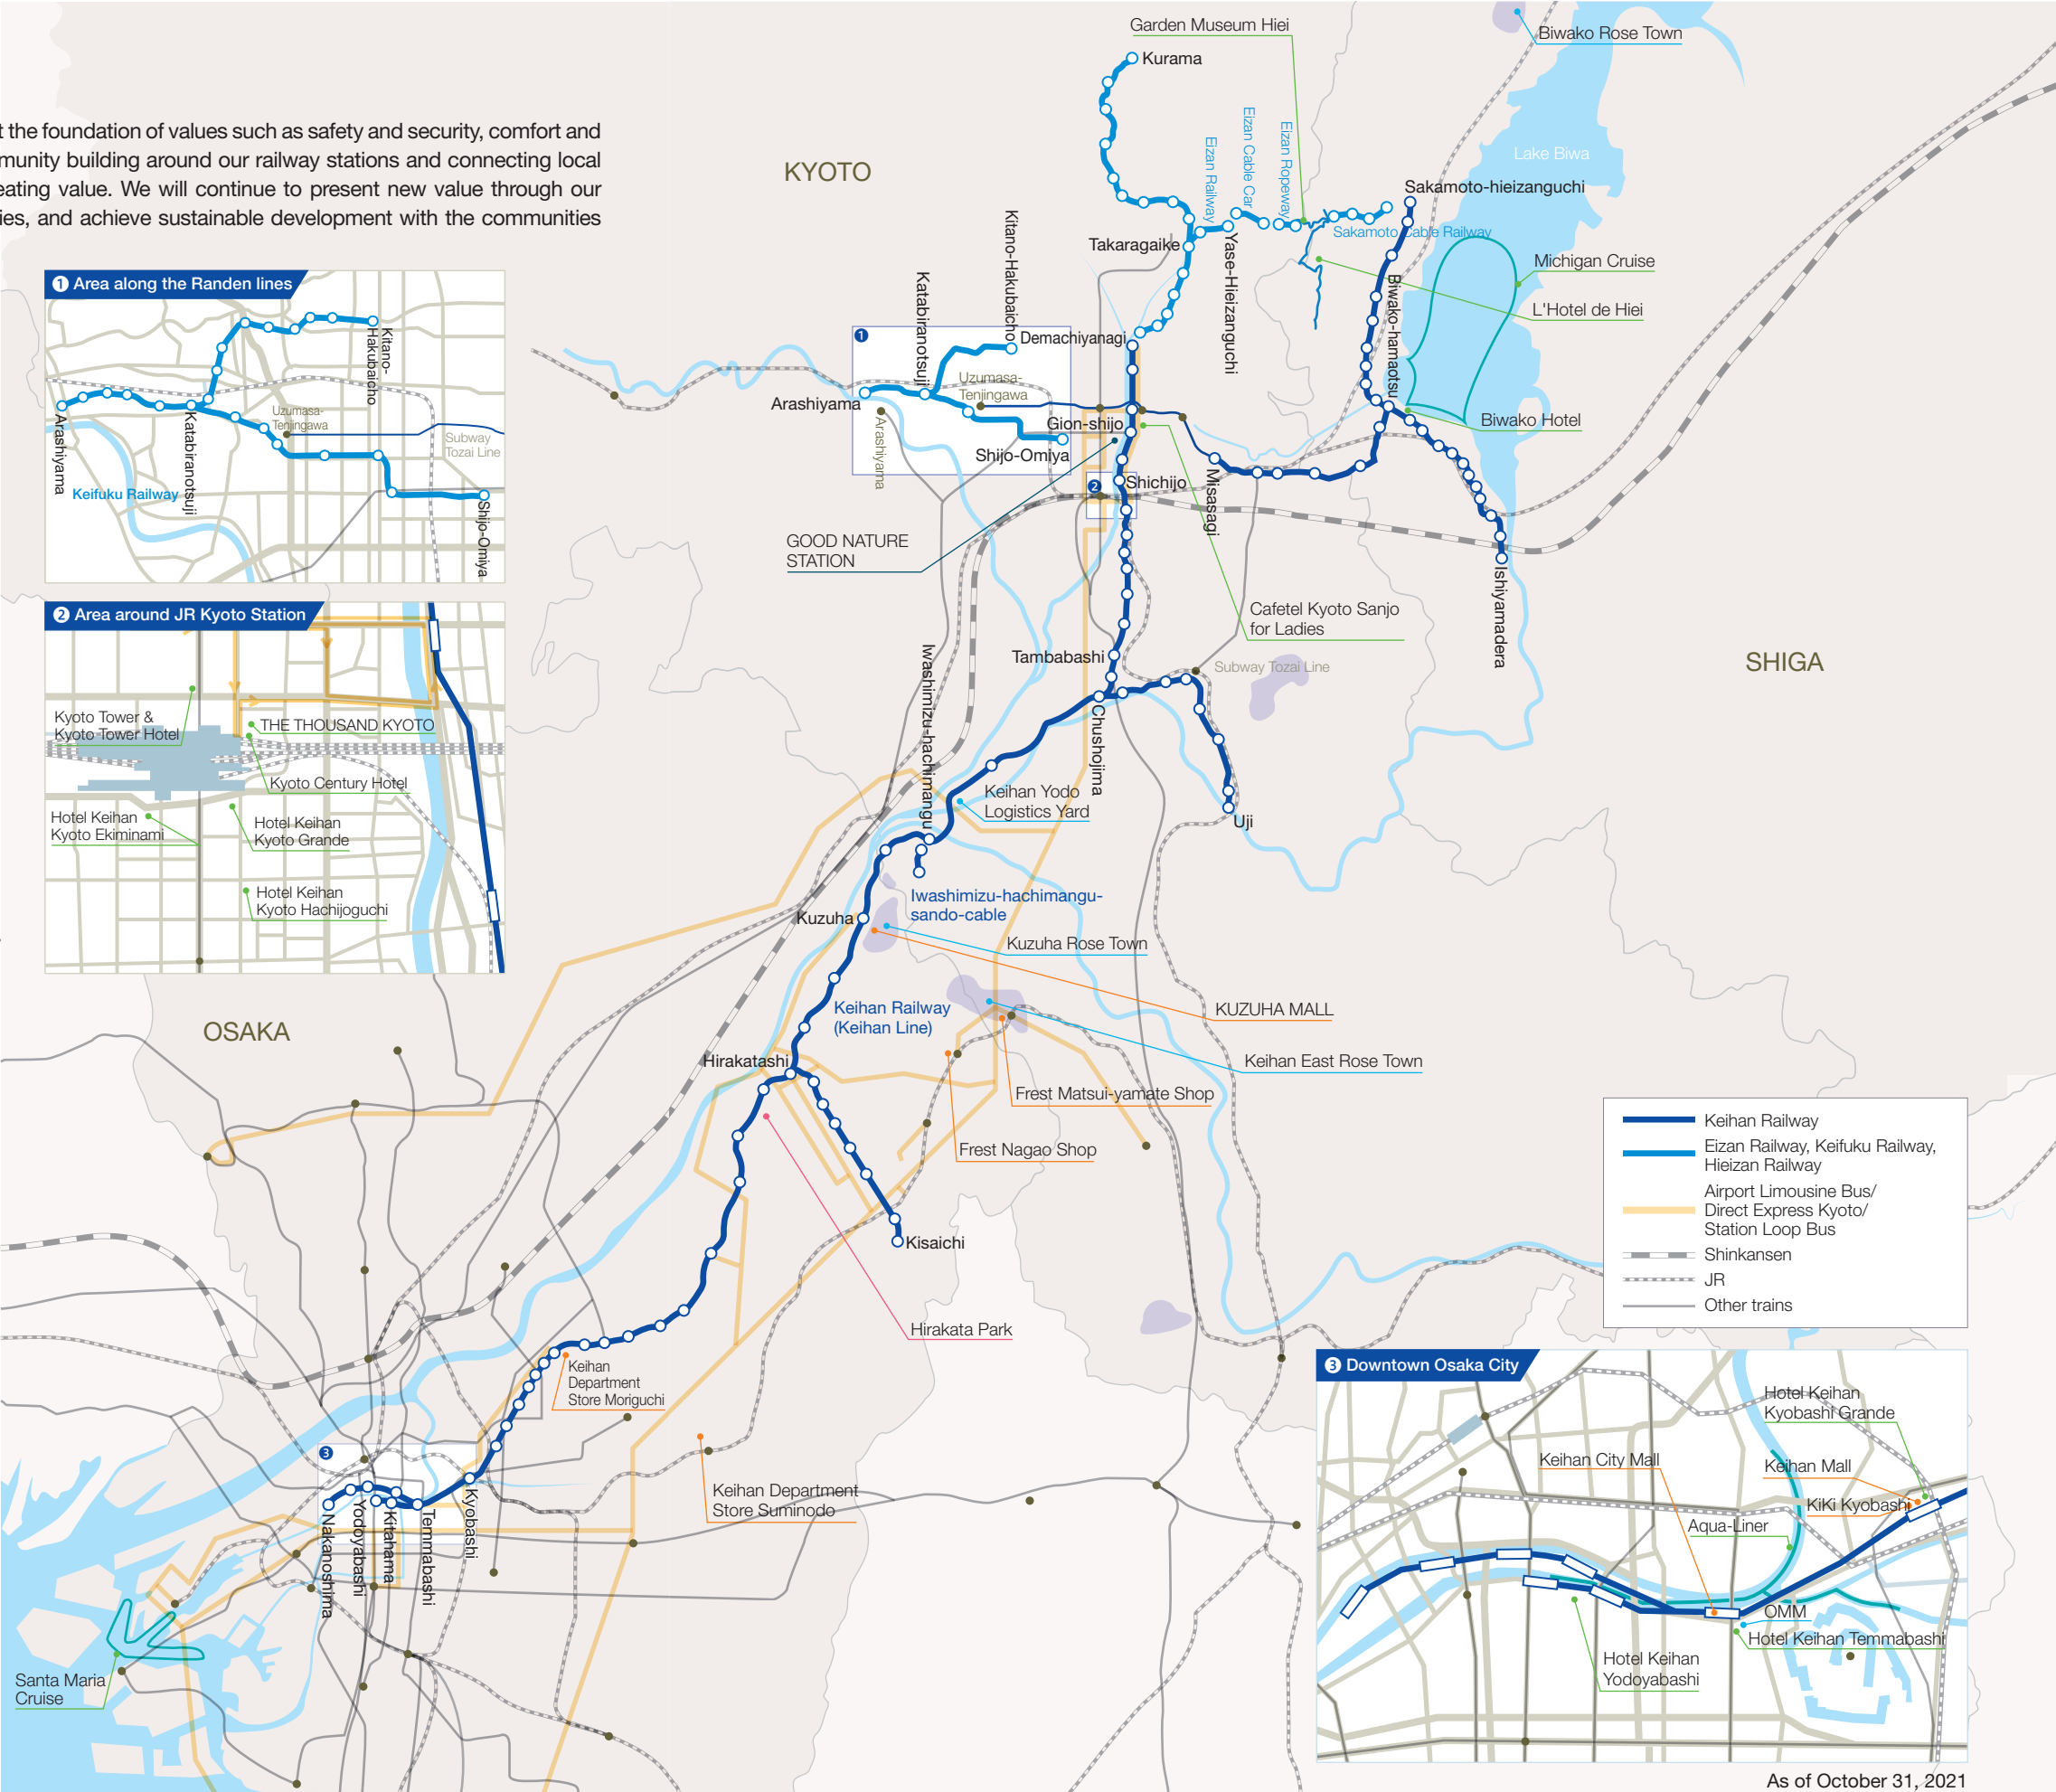 t the foundation of values such as safety and security, comfort and
munity building around our railway stations and connecting local
eating value. We will continue to present new value through our
ies, and achieve sustainable development with the communities
Garden Museum Hiei
Biwako Rose Town
Kurama
KYOTO
Eizan Railway
Eizan Cable Car
Eizan Ropeway
Lake Biwa
Sakamoto-hieizanguchi
Sakamoto Cable Railway
Takaragaike
Yase-Hieizanguchi
Michigan Cruise
L'Hotel de Hiei
Biwako-hamaotsu
Biwako Hotel
Kitano-Hakubaicho
Katabiranotsuji
Demachiyanagi
1
Uzumasa-
Tenjingawa
Arashiyama
Arashiyama
Gion-shijo
Shijo-Omiya
2
Shichijo
Misasagi
GOOD NATURE
STATION
Cafetel Kyoto Sanjo
for Ladies
Ishiyamadera
SHIGA
Tambabashi
Subway Tozai Line
Iwashimizu-hachimangu
Chushojima
Keihan Yodo
Logistics Yard
Uji
Iwashimizu-hachimangu-
sando-cable
Kuzuha
Kuzuha Rose Town
KUZUHA MALL
Keihan Railway
(Keihan Line)
Keihan East Rose Town
Hirakatashi
Frest Matsui-yamate Shop
Frest Nagao Shop
Kisaichi
Hirakata Park
OSAKA
Keihan
Department
Store Moriguchi
Keihan Department
Store Suminodo
3
Nakanoshima
Yodoyabashi
Kitahama
Temmabashi
Kyobashi
Santa Maria
Cruise
1 Area along the Randen lines
Kitano-
Hakubaicho
Uzumasa-
Tenjingawa
Subway
Tozai Line
Arashiyama
Katabiranotsuji
Keifuku Railway
Shijo-Omiya
2 Area around JR Kyoto Station
Kyoto Tower &
Kyoto Tower Hotel
THE THOUSAND KYOTO
Kyoto Century Hotel
Hotel Keihan
Kyoto Ekiminami
Hotel Keihan
Kyoto Grande
Hotel Keihan
Kyoto Hachijoguchi
Keihan Railway
Eizan Railway, Keifuku Railway,
Hieizan Railway
Airport Limousine Bus/
Direct Express Kyoto/
Station Loop Bus
Shinkansen
JR
Other trains
3 Downtown Osaka City
Hotel Keihan
Kyobashi Grande
Keihan City Mall
Keihan Mall
KiKi Kyobashi
Aqua-Liner
OMM
Hotel Keihan Temmabashi
Hotel Keihan
Yodoyabashi
As of October 31, 2021